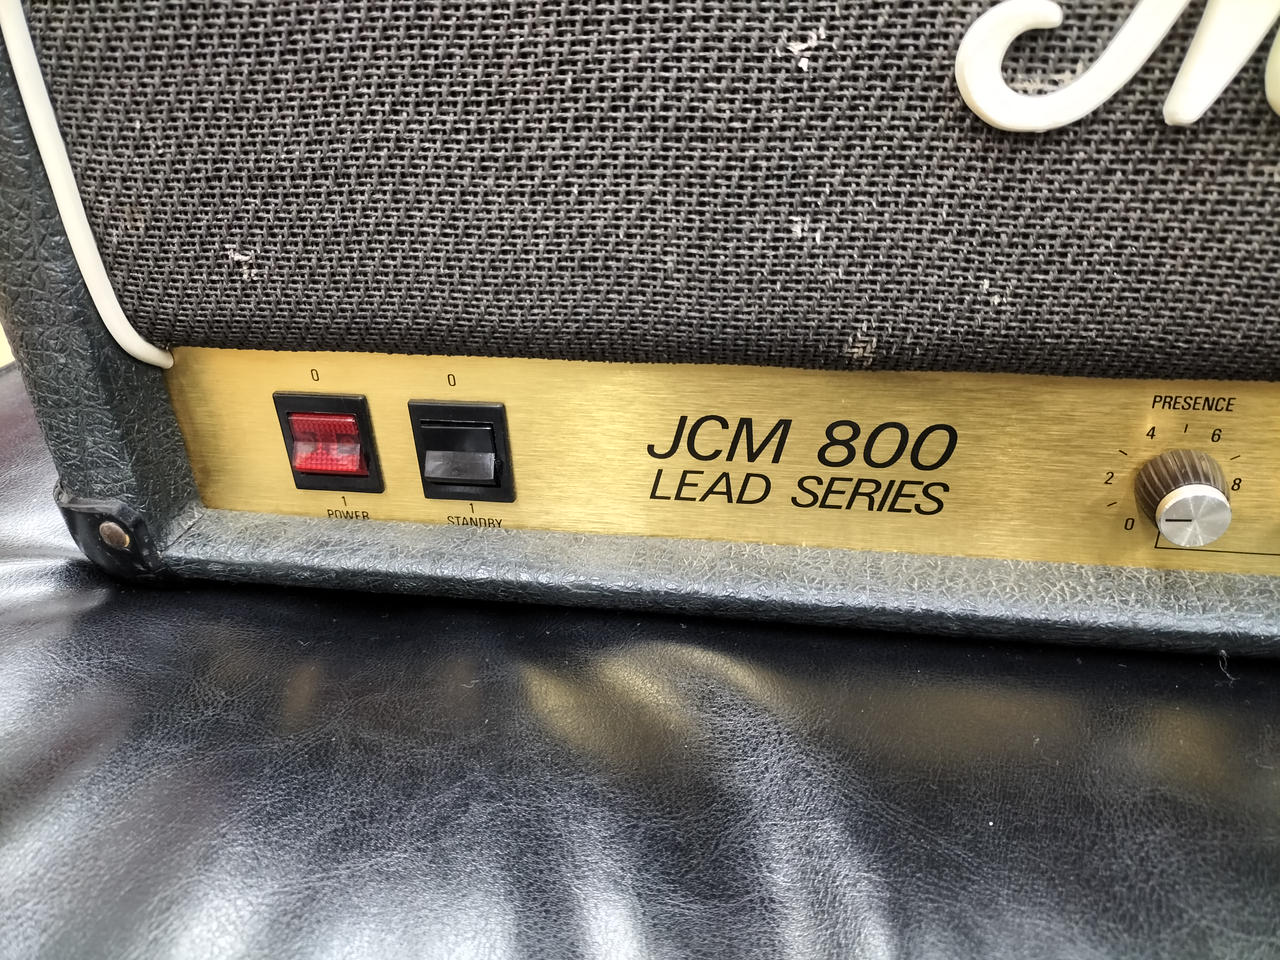 M
0 0
1 1
POWER STANDBY
JCM 800
LEAD SERIES
PRESENCE
4 6
2 8
0